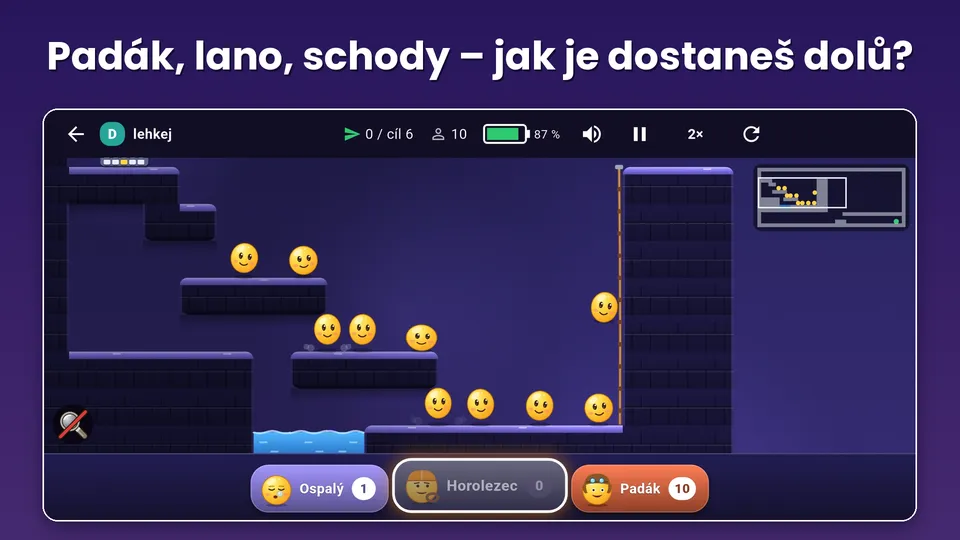 Padák, lano, schody – jak je dostaneš dolů?
D lehkej 0 / cíl 6 10 87 % 2×
Ospalý 1 Horolezec 0 Padák 10